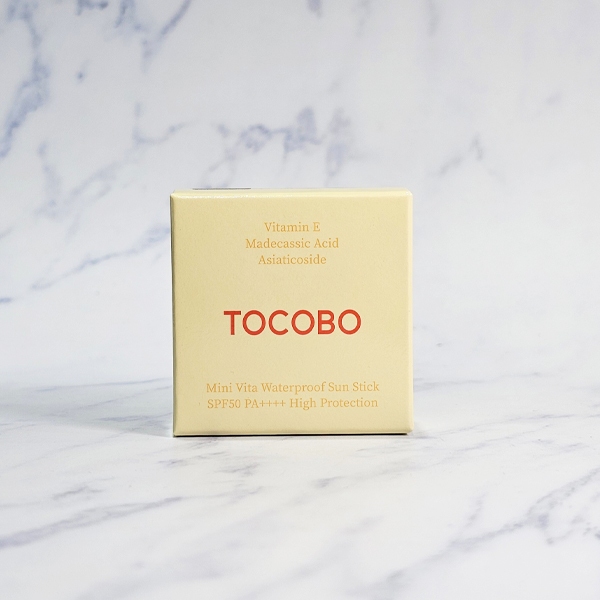 Vitamin E
Madecassic Acid
Asiaticoside
TOCOBO
Mini Vita Waterproof Sun Stick
SPF50 PA++++ High Protection